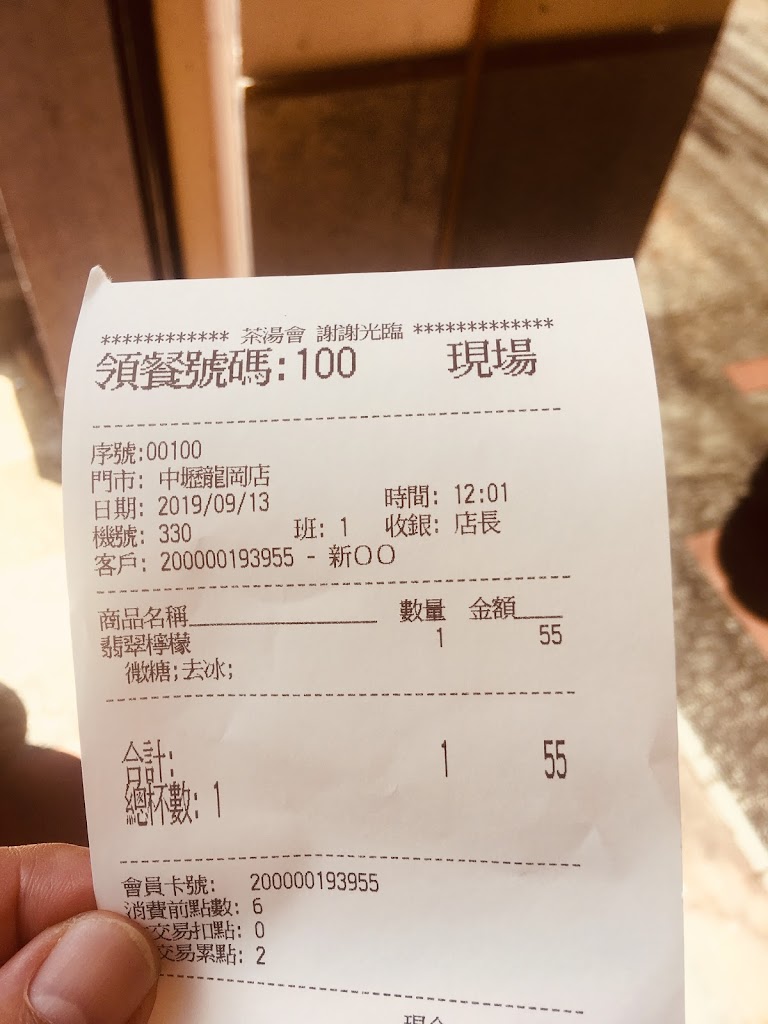 ************ 茶湯會 謝謝光臨 *************
領餐號碼:100 現場
序號:00100
門市: 中壢龍岡店
日期: 2019/09/13 時間: 12:01
機號: 330 班: 1 收銀: 店長
客戶: 200000193955 - 新〇〇
商品名稱 數量 金額
翡翠檸檬 1 55
微糖;去冰;
合計: 1 55
總杯數: 1
會員卡號: 200000193955
消費前點數: 6
交易扣點: 0
交易累點: 2